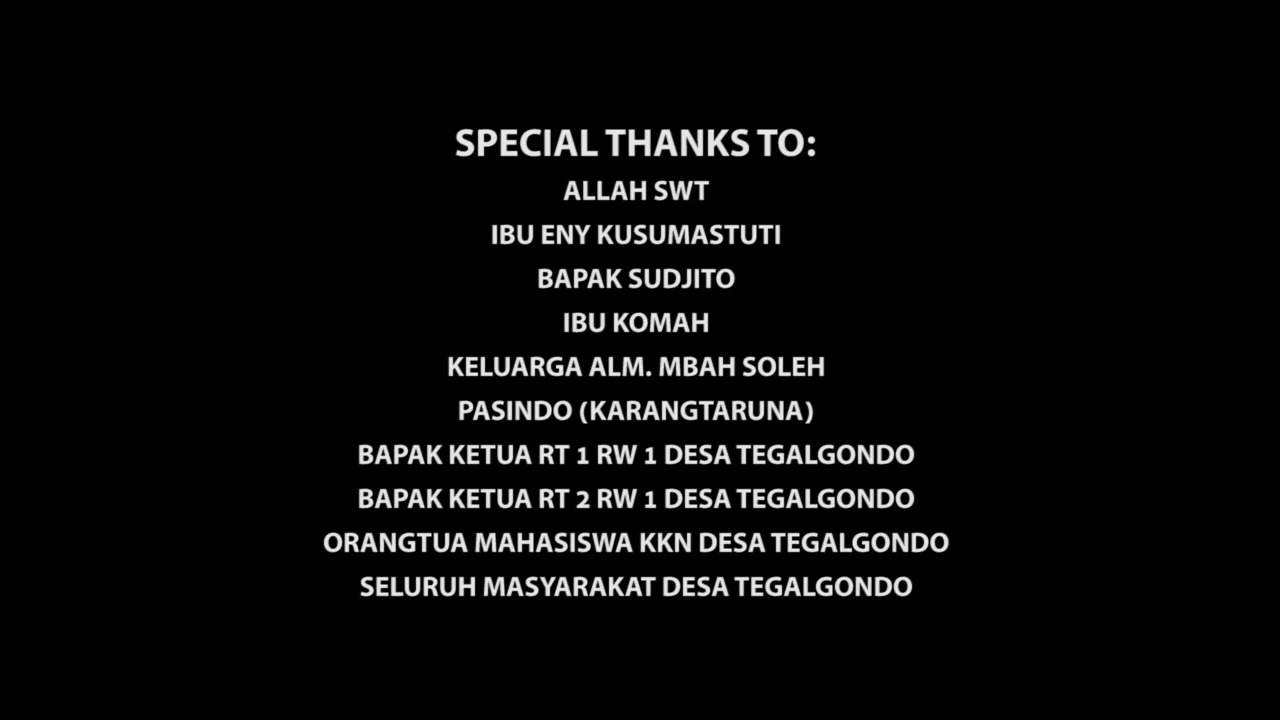 SPECIAL THANKS TO:
ALLAH SWT
IBU ENY KUSUMASTUTI
BAPAK SUDJITO
IBU KOMAH
KELUARGA ALM. MBAH SOLEH
PASINDO (KARANGTARUNA)
BAPAK KETUA RT 1 RW 1 DESA TEGALGONDO
BAPAK KETUA RT 2 RW 1 DESA TEGALGONDO
ORANGTUA MAHASISWA KKN DESA TEGALGONDO
SELURUH MASYARAKAT DESA TEGALGONDO